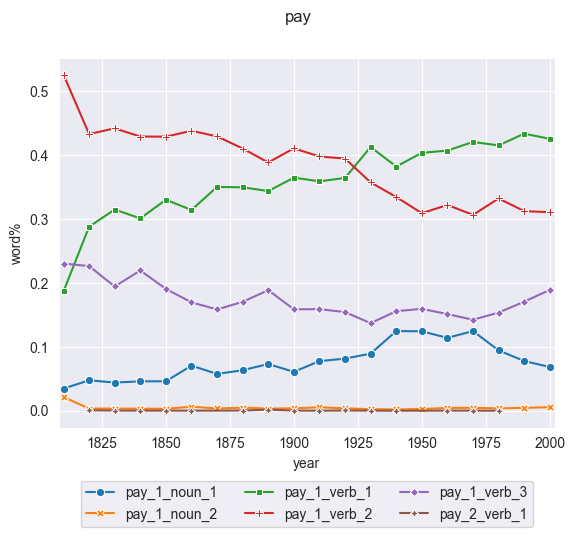 pay
0.5
0.4
0.3
0.2
0.1
0.0
word%
1825 1850 1875 1900 1925 1950 1975 2000
year
pay_1_noun_1 pay_1_verb_1 pay_1_verb_3
pay_1_noun_2 pay_1_verb_2 pay_2_verb_1